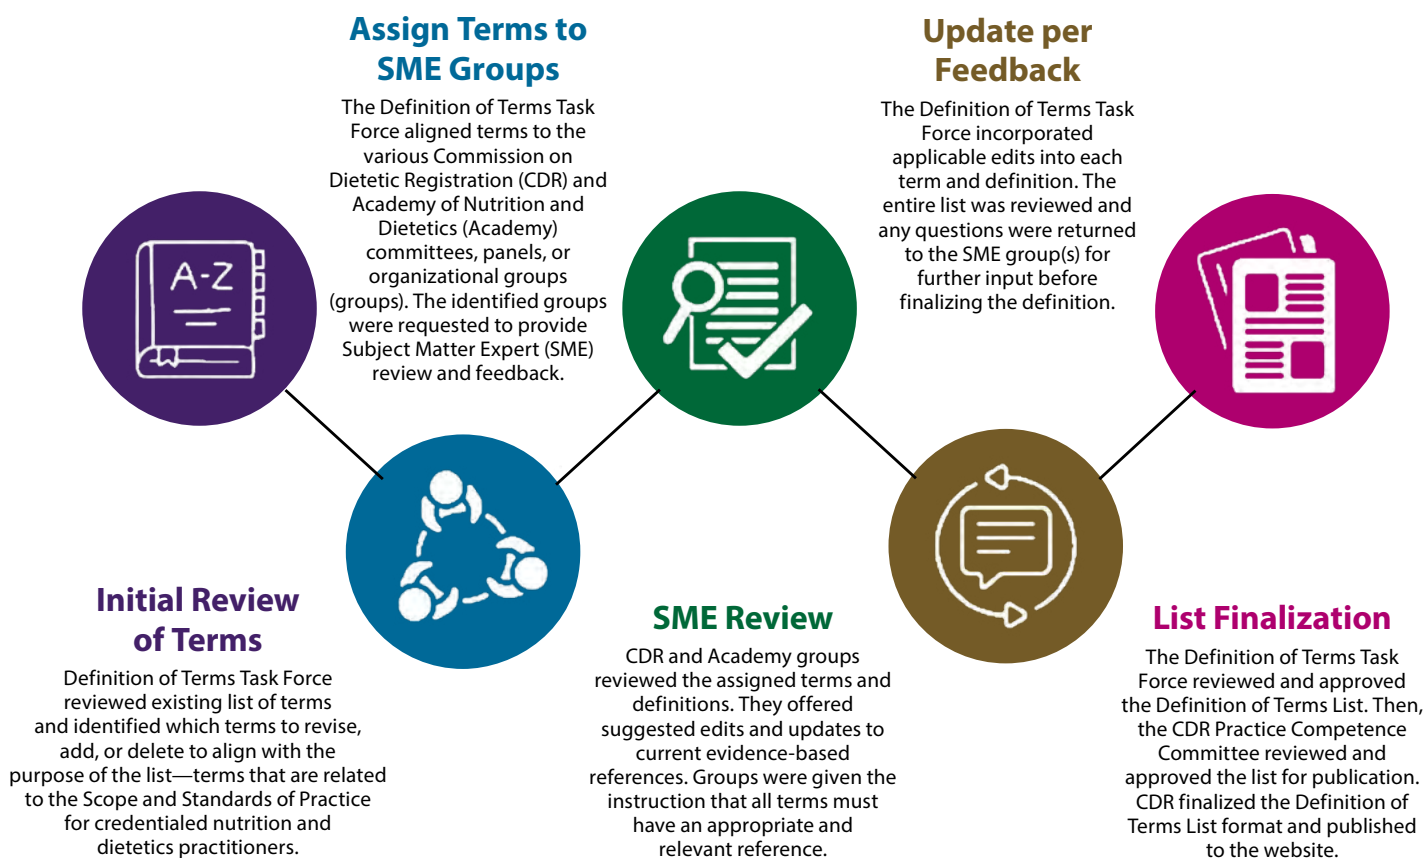 Initial Review
of Terms
Definition of Terms Task Force
reviewed existing list of terms
and identified which terms to revise,
add, or delete to align with the
purpose of the list—terms that are related
to the Scope and Standards of Practice
for credentialed nutrition and
dietetics practitioners.
A-Z
Assign Terms to
SME Groups
The Definition of Terms Task
Force aligned terms to the
various Commission on
Dietetic Registration (CDR) and
Academy of Nutrition and
Dietetics (Academy)
committees, panels, or
organizational groups
(groups). The identified groups
were requested to provide
Subject Matter Expert (SME)
review and feedback.
SME Review
CDR and Academy groups
reviewed the assigned terms and
definitions. They offered
suggested edits and updates to
current evidence-based
references. Groups were given the
instruction that all terms must
have an appropriate and
relevant reference.
Update per
Feedback
The Definition of Terms Task
Force incorporated
applicable edits into each
term and definition. The
entire list was reviewed and
any questions were returned
to the SME group(s) for
further input before
finalizing the definition.
List Finalization
The Definition of Terms Task
Force reviewed and approved
the Definition of Terms List. Then,
the CDR Practice Competence
Committee reviewed and
approved the list for publication.
CDR finalized the Definition of
Terms List format and published
to the website.